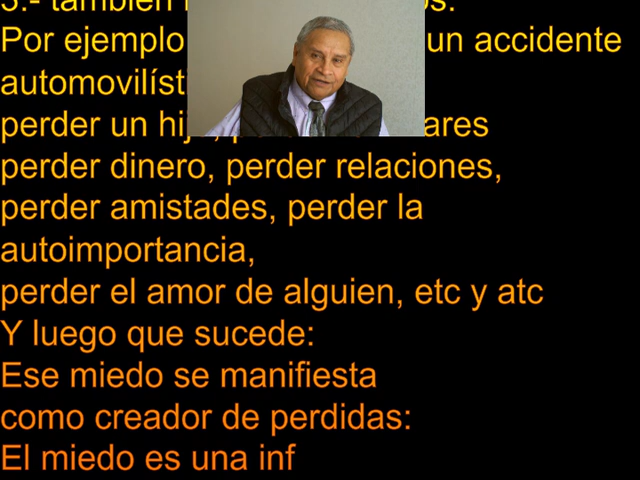 también
Por ejemplo un accidente
automovilíst
perder un hij ares
perder dinero, perder relaciones,
perder amistades, perder la
autoimportancia,
perder el amor de alguien, etc y atc
Y luego que sucede:
Ese miedo se manifiesta
como creador de perdidas:
El miedo es una inf